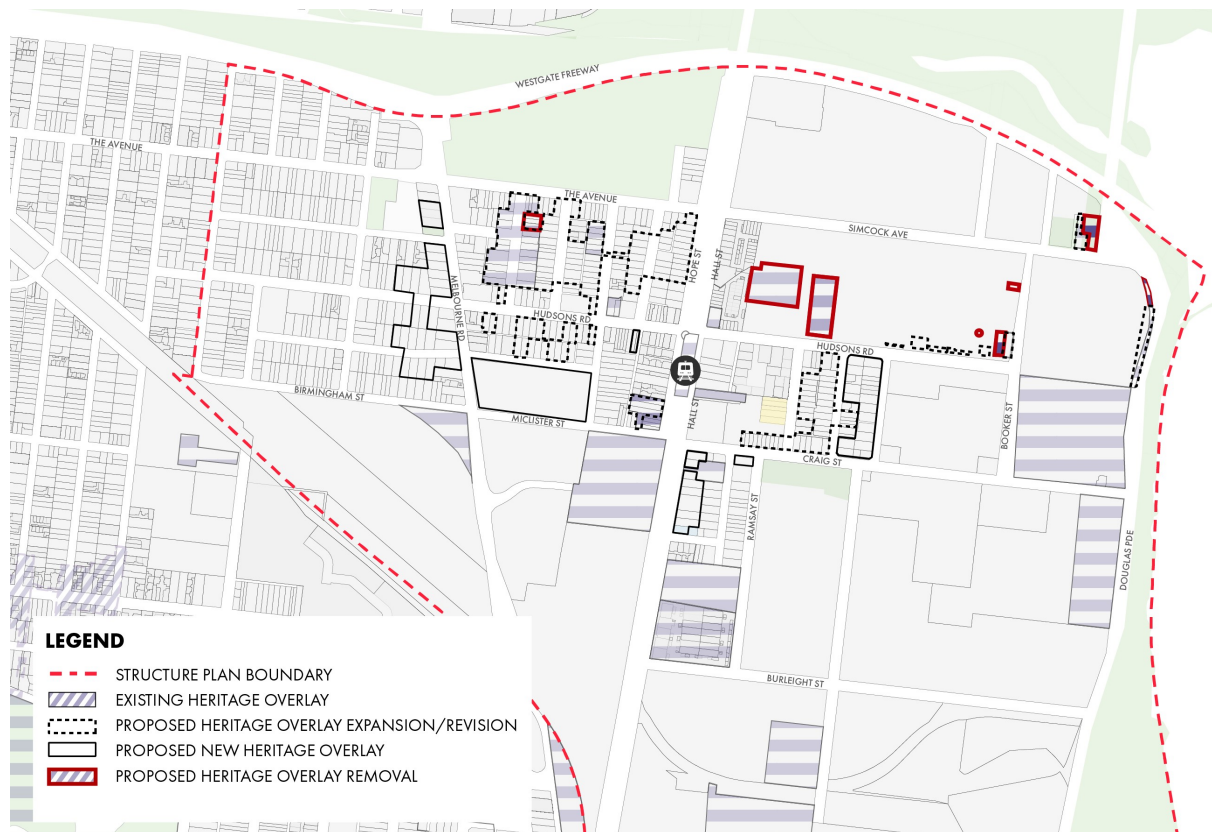 WESTGATE FREEWAY
THE AVENUE
THE AVENUE
SIMCOCK AVE
HOPE ST
HALL ST
MELBOURNE RD
HUDSONS RD
HUDSONS RD
BIRMINGHAM ST
MCLISTER ST
HALL ST
CRAIG ST
BOOKER ST
RAMSAY ST
DOUGLAS PDE
BURLEIGHT ST
LEGEND
STRUCTURE PLAN BOUNDARY
EXISTING HERITAGE OVERLAY
PROPOSED HERITAGE OVERLAY EXPANSION/REVISION
PROPOSED NEW HERITAGE OVERLAY
PROPOSED HERITAGE OVERLAY REMOVAL